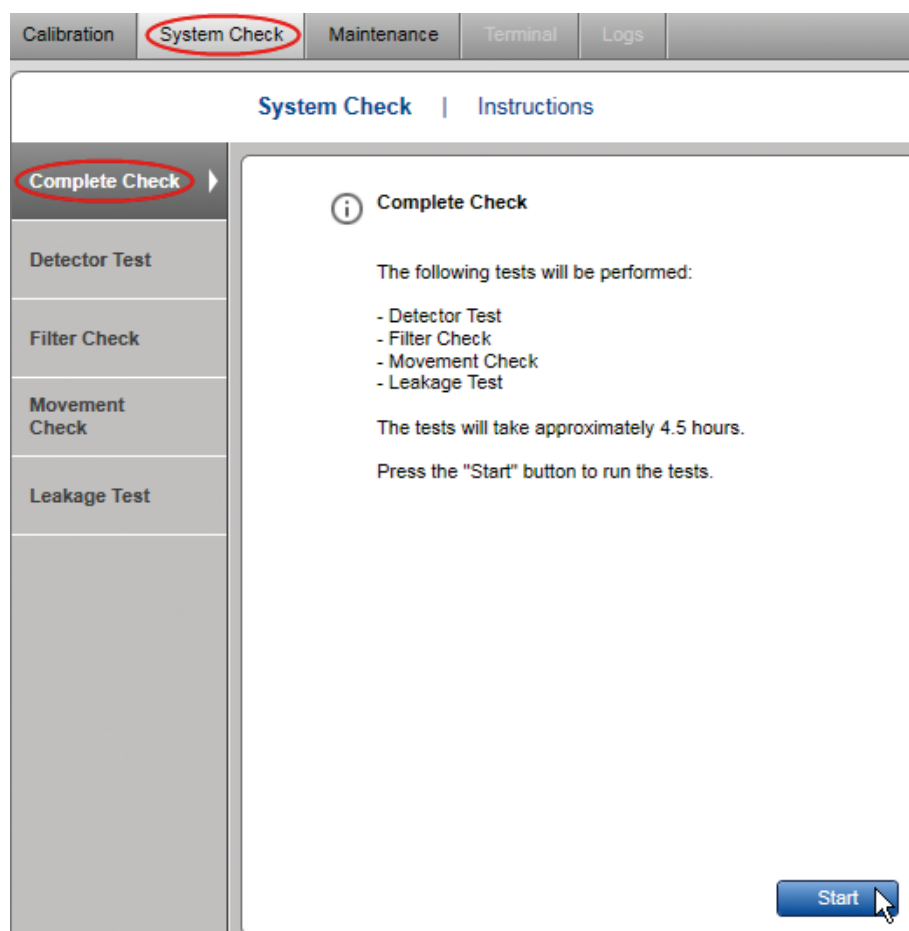 Calibration System Check Maintenance Terminal Logs
System Check | Instructions
Complete Check
Detector Test
Filter Check
Movement
Check
Leakage Test
Complete Check
The following tests will be performed:
- Detector Test
- Filter Check
- Movement Check
- Leakage Test
The tests will take approximately 4.5 hours.
Press the "Start" button to run the tests.
Start